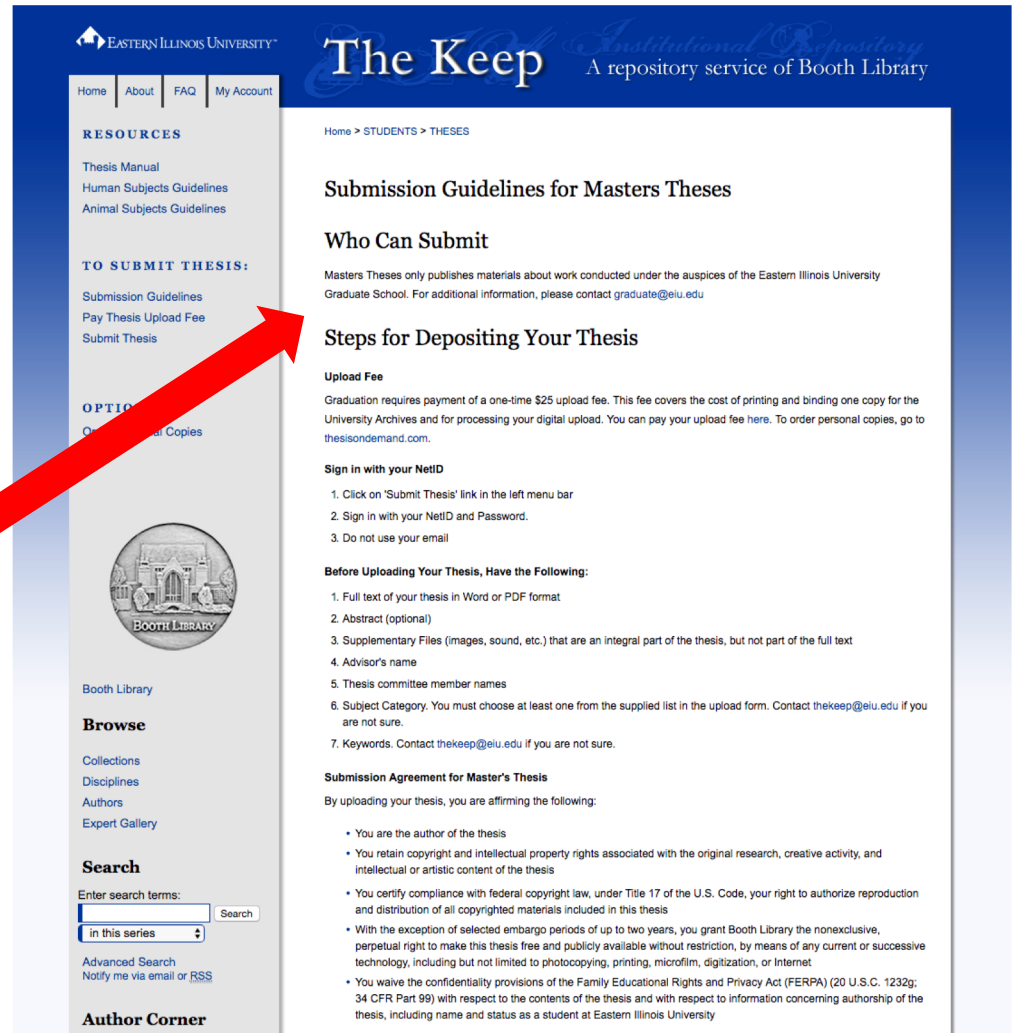 EASTERN ILLINOIS UNIVERSITY™
The Keep
Institutional Repository
A repository service of Booth Library
Home
About
FAQ
My Account
RESOURCES
Thesis Manual
Human Subjects Guidelines
Animal Subjects Guidelines
TO SUBMIT THESIS:
Submission Guidelines
Pay Thesis Upload Fee
Submit Thesis
Copies
BOOTH LIBRARY
Booth Library
Browse
Collections
Disciplines
Authors
Expert Gallery
Search
Enter search terms:
Search
in this series
Advanced Search
Notify me via email or RSS
Author Corner
Home > STUDENTS > THESES
Submission Guidelines for Masters Theses
Who Can Submit
Masters Theses only publishes materials about work conducted under the auspices of the Eastern Illinois University
Graduate School. For additional information, please contact graduate@eiu.edu
Steps for Depositing Your Thesis
Upload Fee
Graduation requires payment of a one-time $25 upload fee. This fee covers the cost of printing and binding one copy for the
University Archives and for processing your digital upload. You can pay your upload fee here. To order personal copies, go to
thesisondemand.com.
Sign in with your NetID
1. Click on 'Submit Thesis' link in the left menu bar
2. Sign in with your NetID and Password.
3. Do not use your email
Before Uploading Your Thesis, Have the Following:
1. Full text of your thesis in Word or PDF format
2. Abstract (optional)
3. Supplementary Files (images, sound, etc.) that are an integral part of the thesis, but not part of the full text
4. Advisor's name
5. Thesis committee member names
6. Subject Category. You must choose at least one from the supplied list in the upload form. Contact thekeep@eiu.edu if you
are not sure.
7. Keywords. Contact thekeep@eiu.edu if you are not sure.
Submission Agreement for Master's Thesis
By uploading your thesis, you are affirming the following:
• You are the author of the thesis
• You retain copyright and intellectual property rights associated with the original research, creative activity, and
intellectual or artistic content of the thesis
• You certify compliance with federal copyright law, under Title 17 of the U.S. Code, your right to authorize reproduction
and distribution of all copyrighted materials included in this thesis
• With the exception of selected embargo periods of up to two years, you grant Booth Library the nonexclusive,
perpetual right to make this thesis free and publicly available without restriction, by means of any current or successive
technology, including but not limited to photocopying, printing, microfilm, digitization, or Internet
• You waive the confidentiality provisions of the Family Educational Rights and Privacy Act (FERPA) (20 U.S.C. 1232g;
34 CFR Part 99) with respect to the contents of the thesis and with respect to information concerning authorship of the
thesis, including name and status as a student at Eastern Illinois University